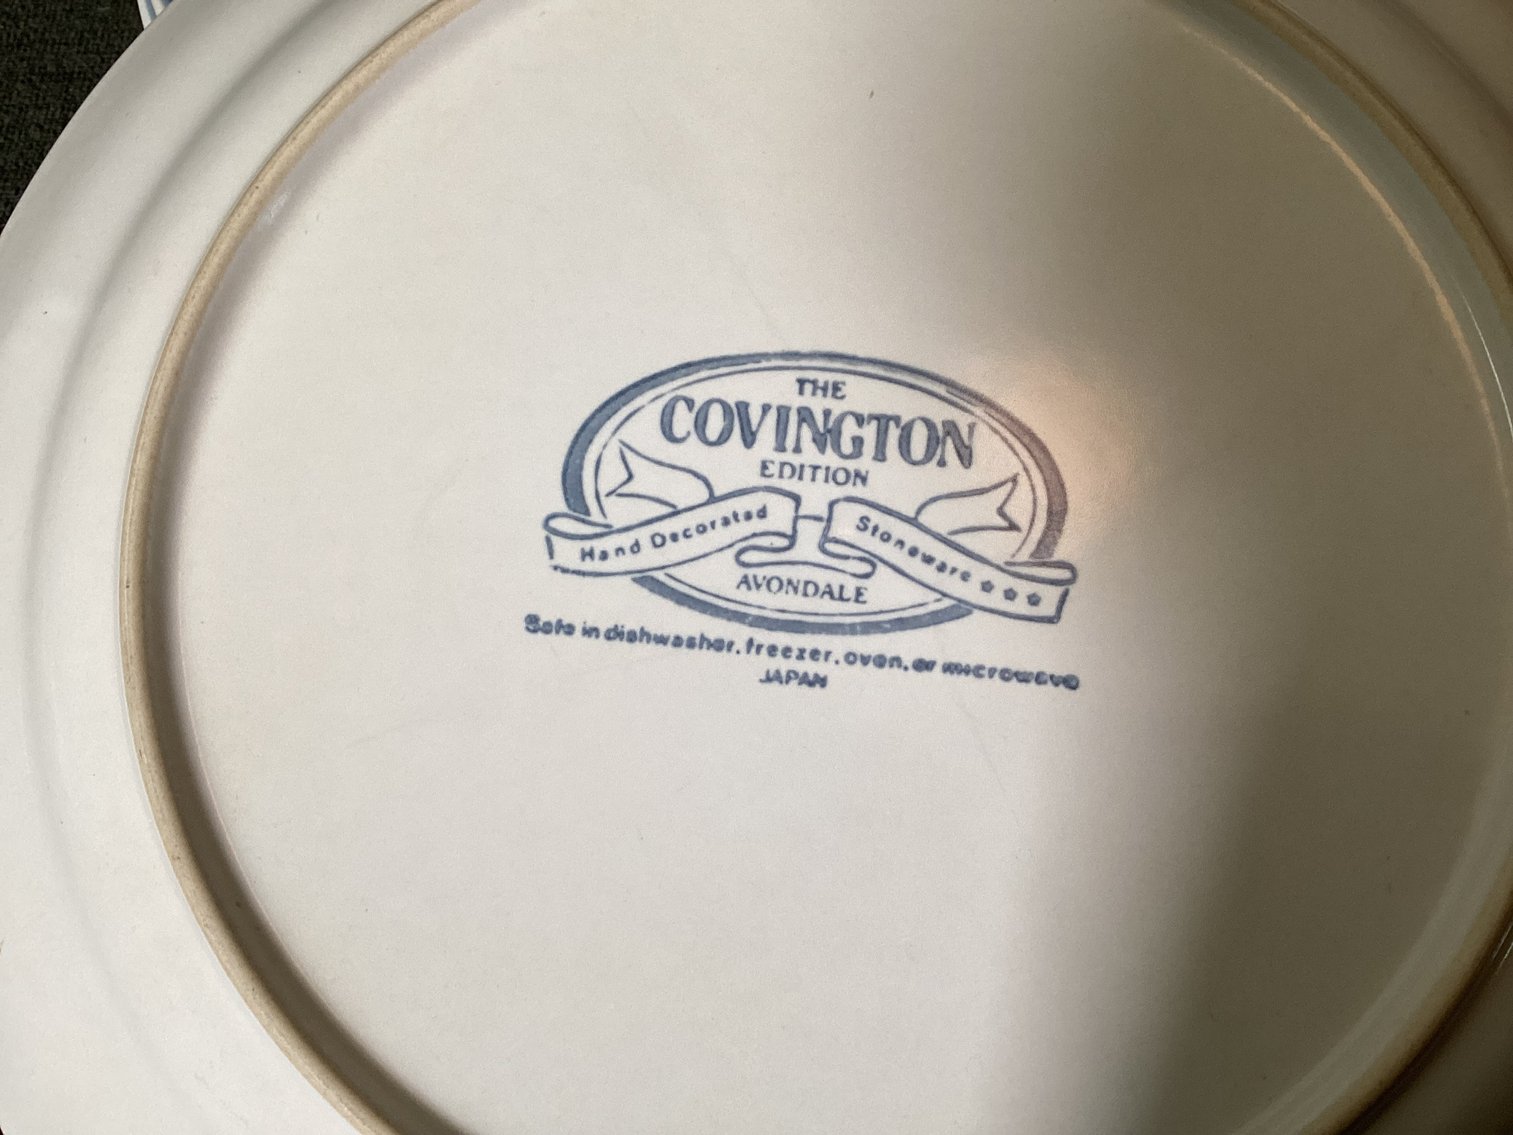 THE
COVINGTON
EDITION
Hand Decorated Stoneware
AVONDALE
Safe in dishwasher, freezer, oven, or microwave
JAPAN